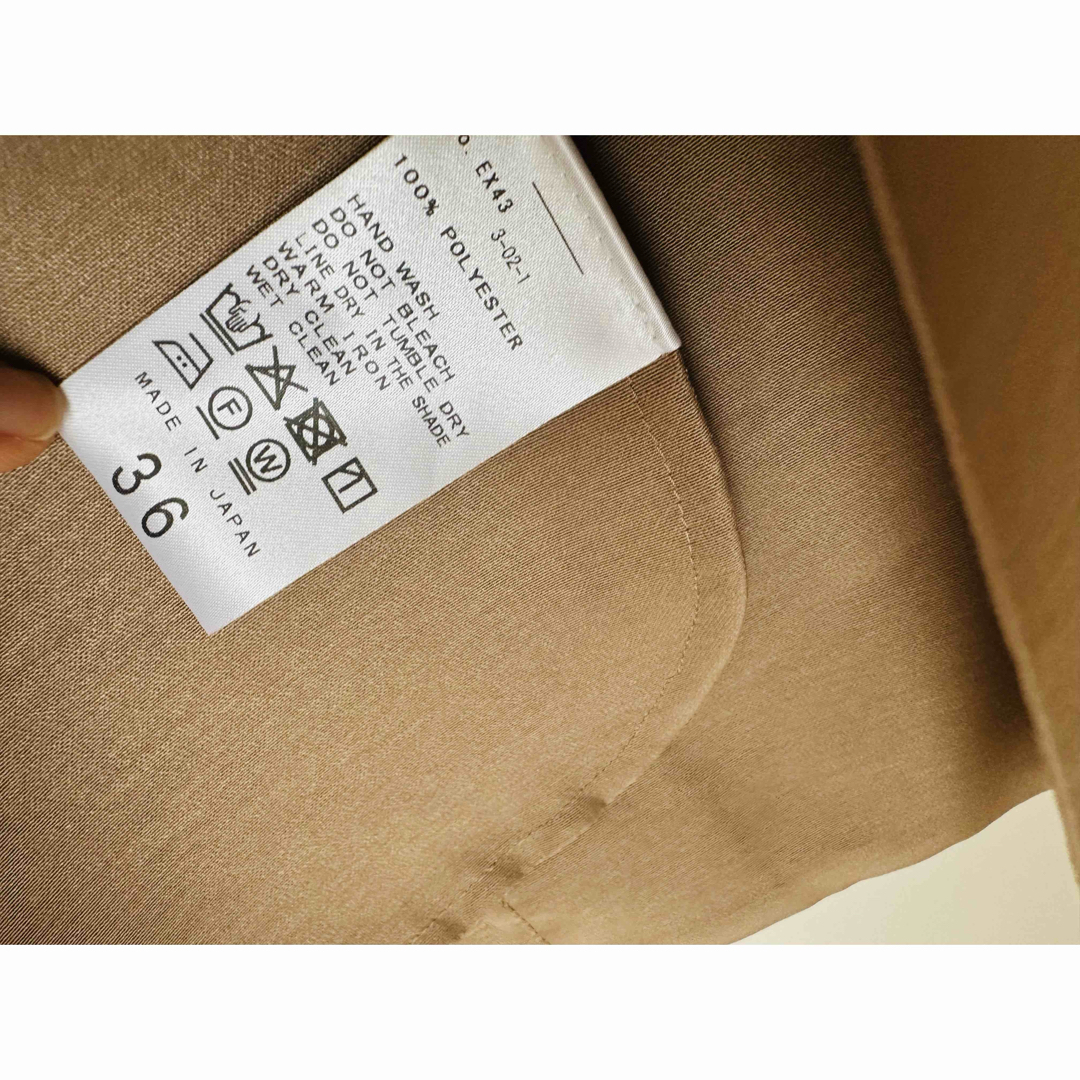 o. EX43 3-02-1
100% POLYESTER
HAND WASH
DO NOT BLEACH
DO NOT TUMBLE DRY
LINE DRY IN THE SHADE
WARM IRON
DRY CLEAN
WET CLEAN
F
W
MADE IN JAPAN
36